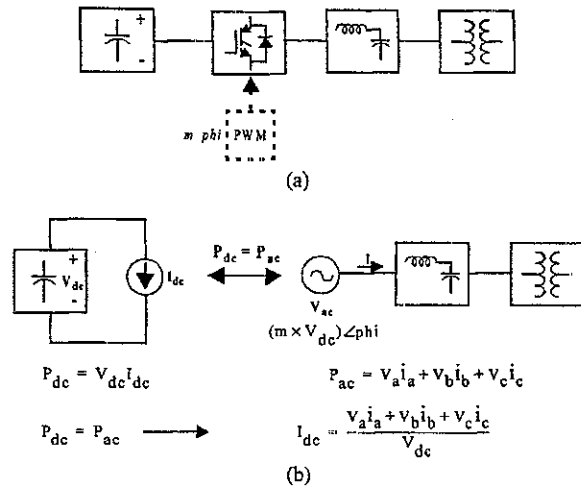 +
-
m phi PWM
(a)
+
V_dc
-
I_dc
P_dc = P_ac
I
V_ac
(m × V_dc)∠phi
P_dc = V_dc I_dc
P_ac = v_a i_a + v_b i_b + v_c i_c
P_dc = P_ac
I_dc = (v_a i_a + v_b i_b + v_c i_c) / V_dc
(b)